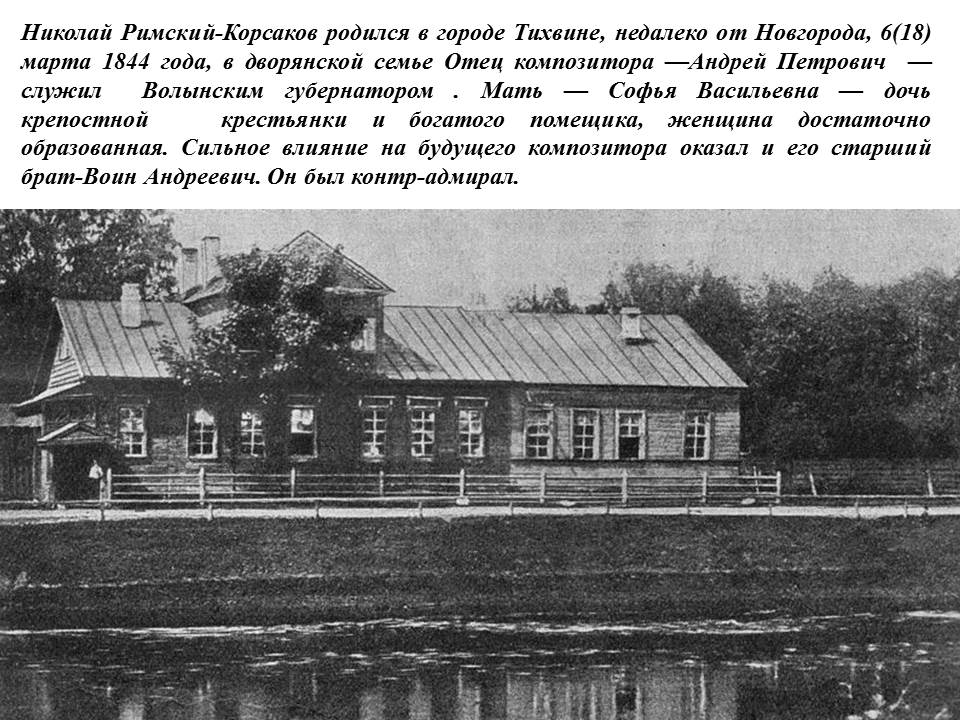 Николай Римский-Корсаков родился в городе Тихвине, недалеко от Новгорода, 6(18)
марта 1844 года, в дворянской семье Отец композитора —Андрей Петрович —
служил Волынским губернатором . Мать — Софья Васильевна — дочь
крепостной крестьянки и богатого помещика, женщина достаточно
образованная. Сильное влияние на будущего композитора оказал и его старший
брат-Воин Андреевич. Он был контр-адмирал.